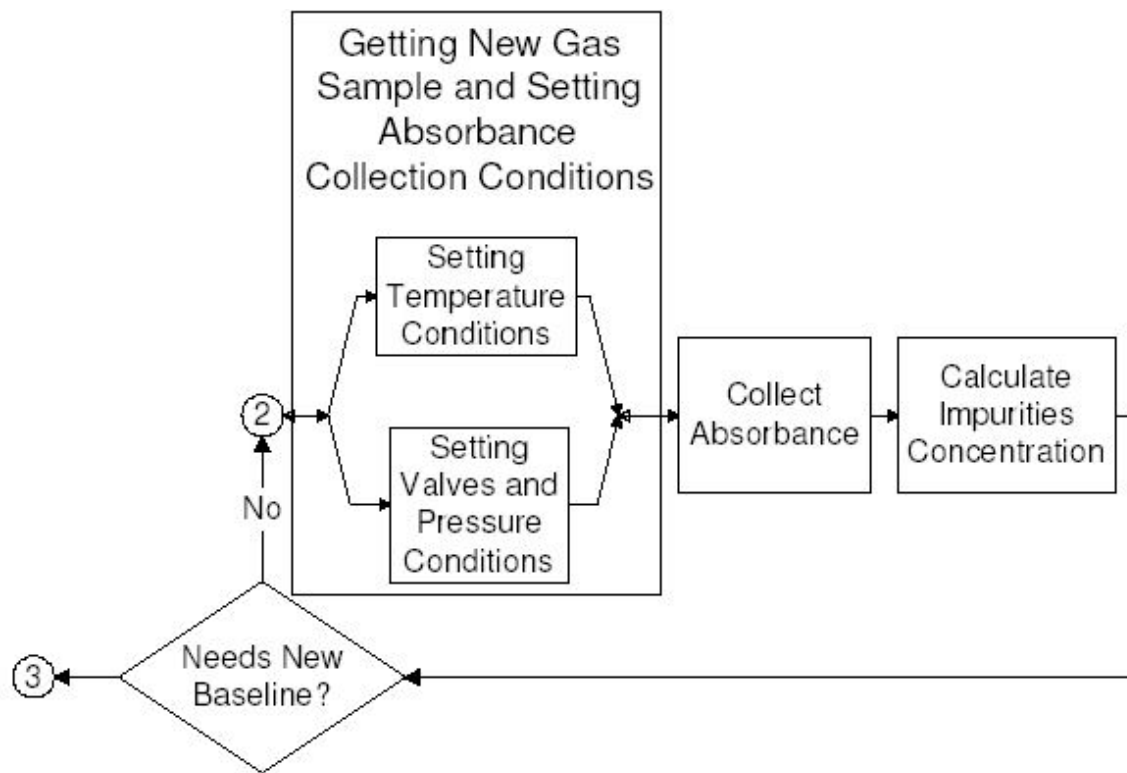 Getting New Gas
Sample and Setting
Absorbance
Collection Conditions
Setting
Temperature
Conditions
2
Setting
Valves and
Pressure
Conditions
Collect
Absorbance
Calculate
Impurities
Concentration
No
Needs New
Baseline?
3